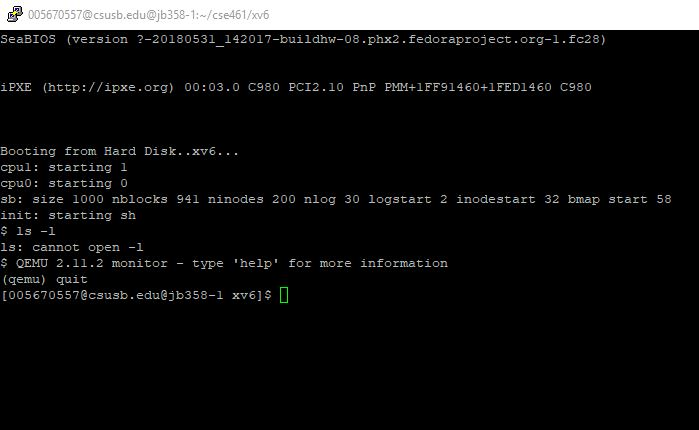 005670557@csusb.edu@jb358-1:~/cse461/xv6
SeaBIOS (version ?-20180531_142017-buildhw-08.phx2.fedoraproject.org-1.fc28)
iPXE (http://ipxe.org) 00:03.0 C980 PCI2.10 PnP PMM+1FF91460+1FED1460 C980
Booting from Hard Disk..xv6...
cpu1: starting 1
cpu0: starting 0
sb: size 1000 nblocks 941 ninodes 200 nlog 30 logstart 2 inodestart 32 bmap start 58
init: starting sh
$ ls -l
ls: cannot open -l
$ QEMU 2.11.2 monitor - type 'help' for more information
(qemu) quit
[005670557@csusb.edu@jb358-1 xv6]$